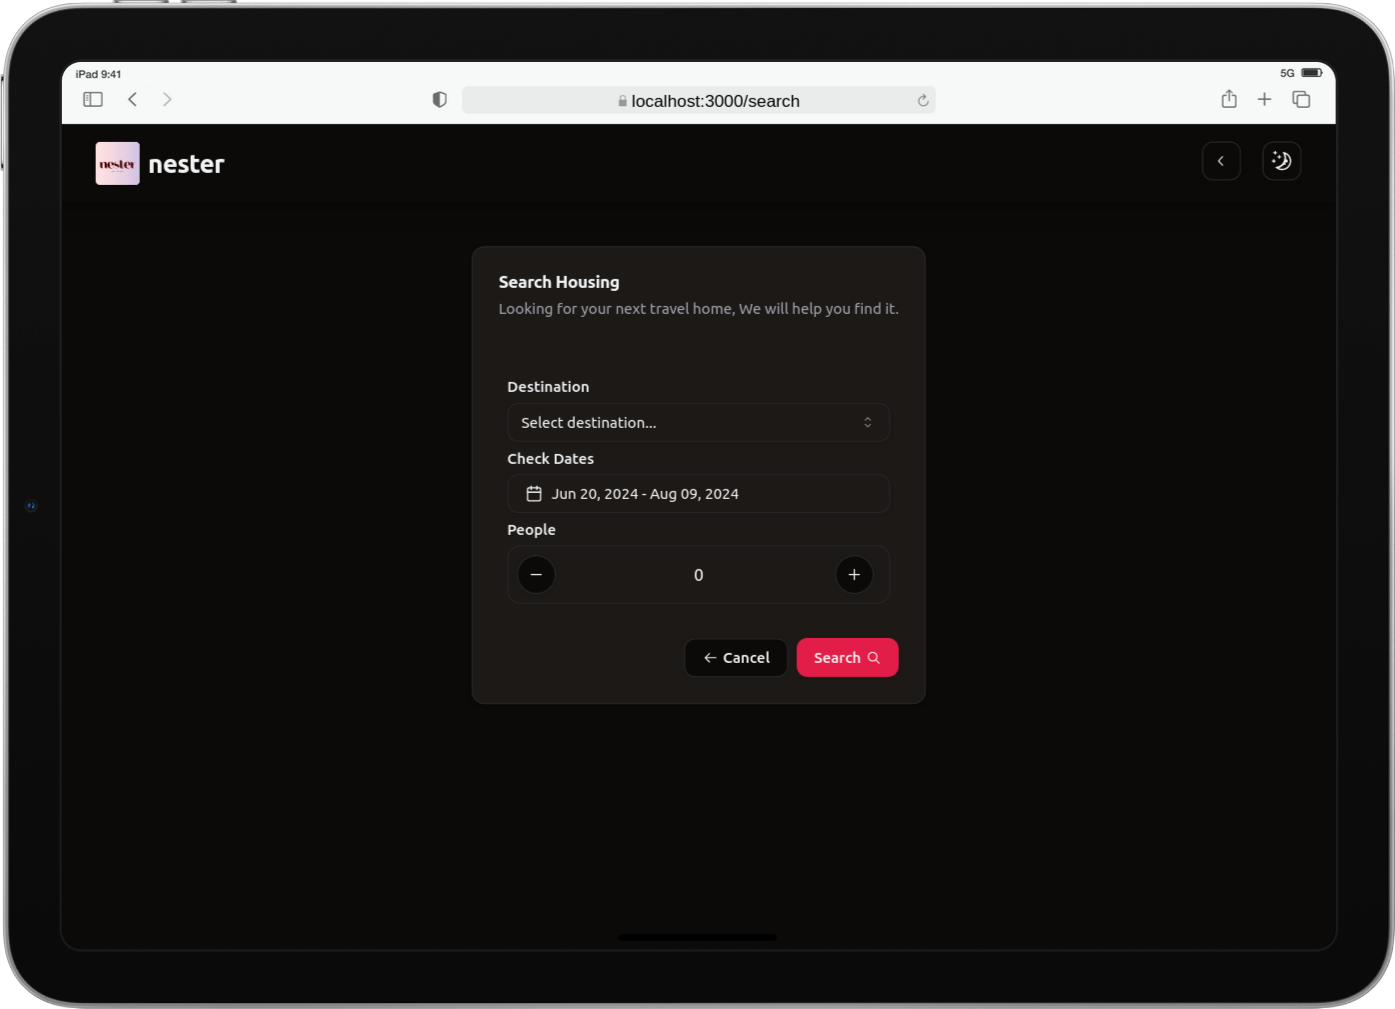 iPad 9:41
5G
localhost:3000/search
nester
nester
Search Housing
Looking for your next travel home, We will help you find it.
Destination
Select destination...
Check Dates
Jun 20, 2024 - Aug 09, 2024
People
0
Cancel
Search